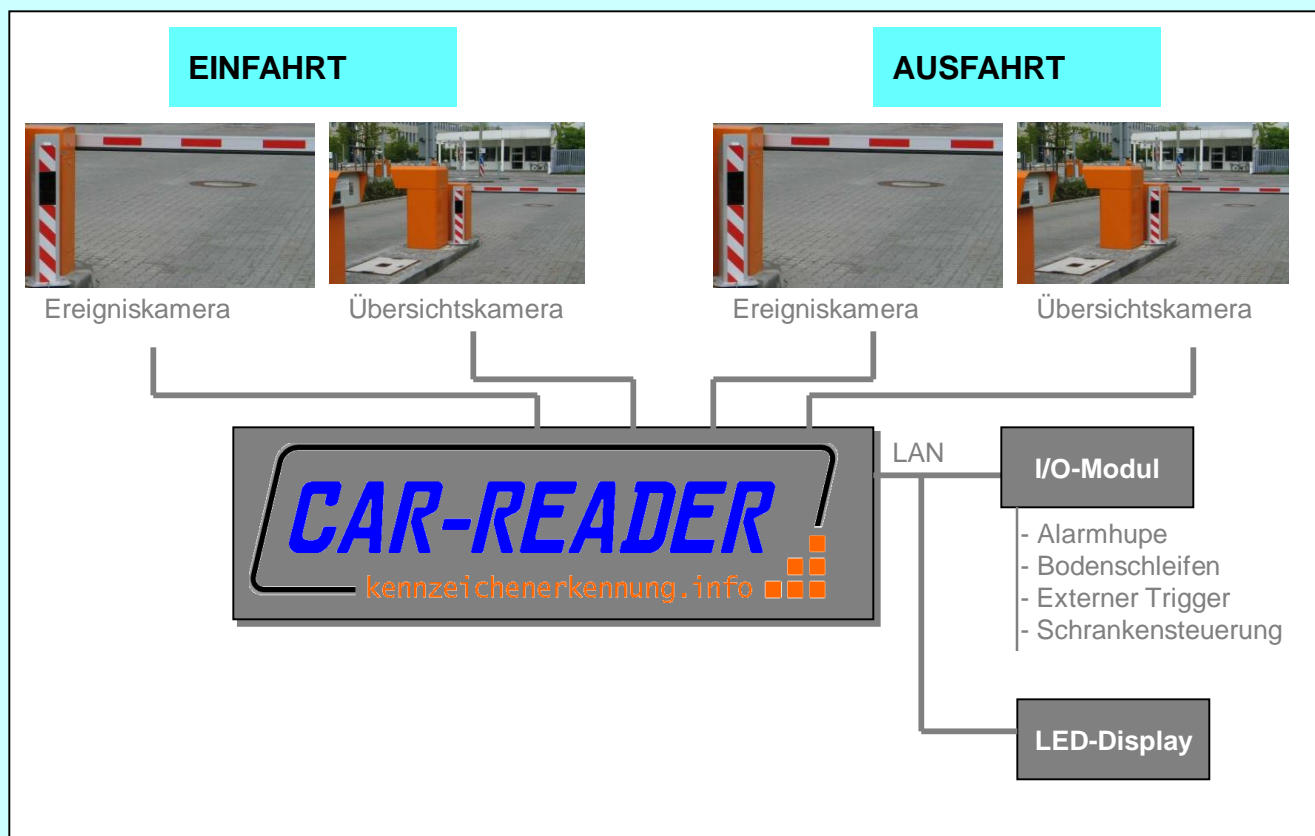 EINFAHRT
AUSFAHRT
Ereigniskamera
Übersichtskamera
Ereigniskamera
Übersichtskamera
CAR-READER
kennzeichenerkennung.info
LAN
I/O-Modul
- Alarmhupe
- Bodenschleifen
- Externer Trigger
- Schrankensteuerung
LED-Display